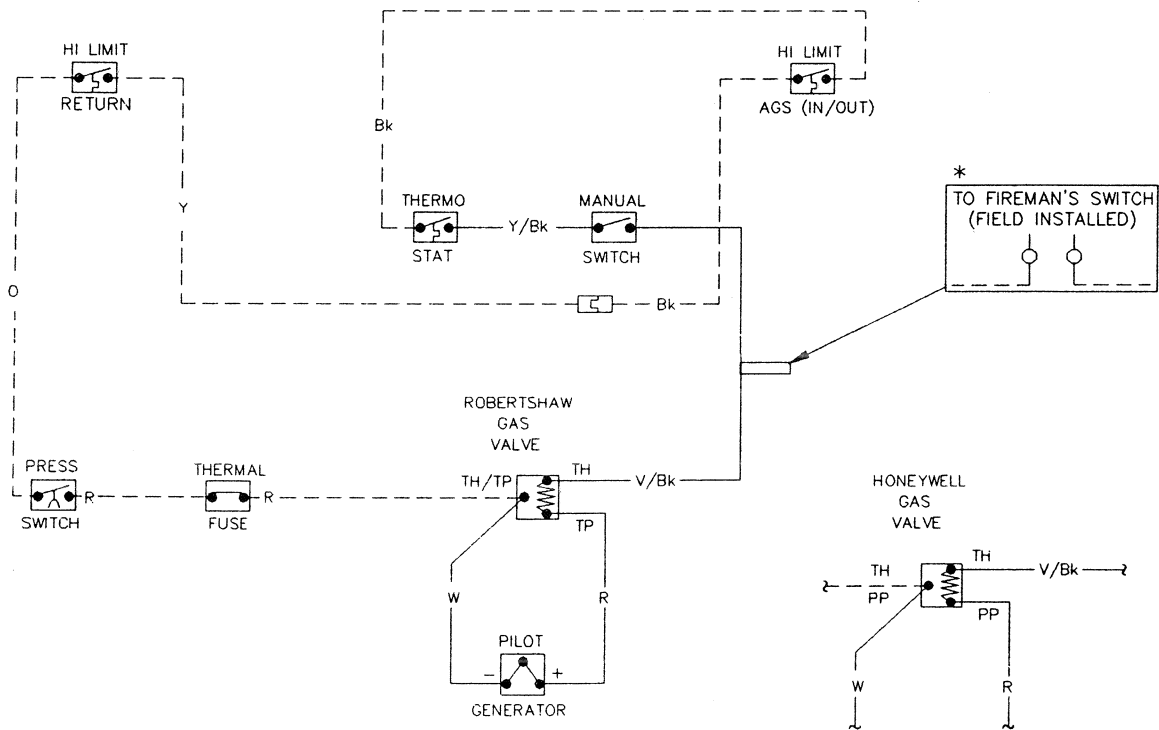 HI LIMIT
RETURN
HI LIMIT
AGS (IN/OUT)
Bk
Y
THERMO
STAT
Y/Bk
MANUAL
SWITCH
*
TO FIREMAN'S SWITCH
(FIELD INSTALLED)
O
Bk
ROBERTSHAW
GAS
VALVE
PRESS
SWITCH
R
THERMAL
FUSE
R
TH/TP
TH
V/Bk
TP
HONEYWELL
GAS
VALVE
TH
PP
TH
V/Bk
PP
W
R
PILOT
- +
GENERATOR
W
R